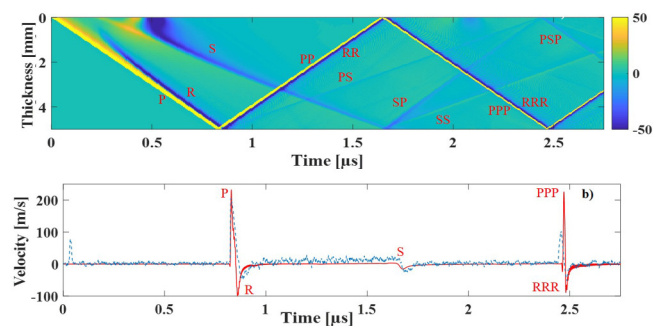 0
50
S
PSP
PP
RR
Thickness [mm]
PS
0
R
SP
PPP
RRR
P
SS
5
-50
0
0.5
1
1.5
2
2.5
Time [µs]
P
PPP
b)
200
Velocity [m/s]
100
S
0
R
RRR
-100
0
0.5
1
1.5
2
2.5
Time [µs]